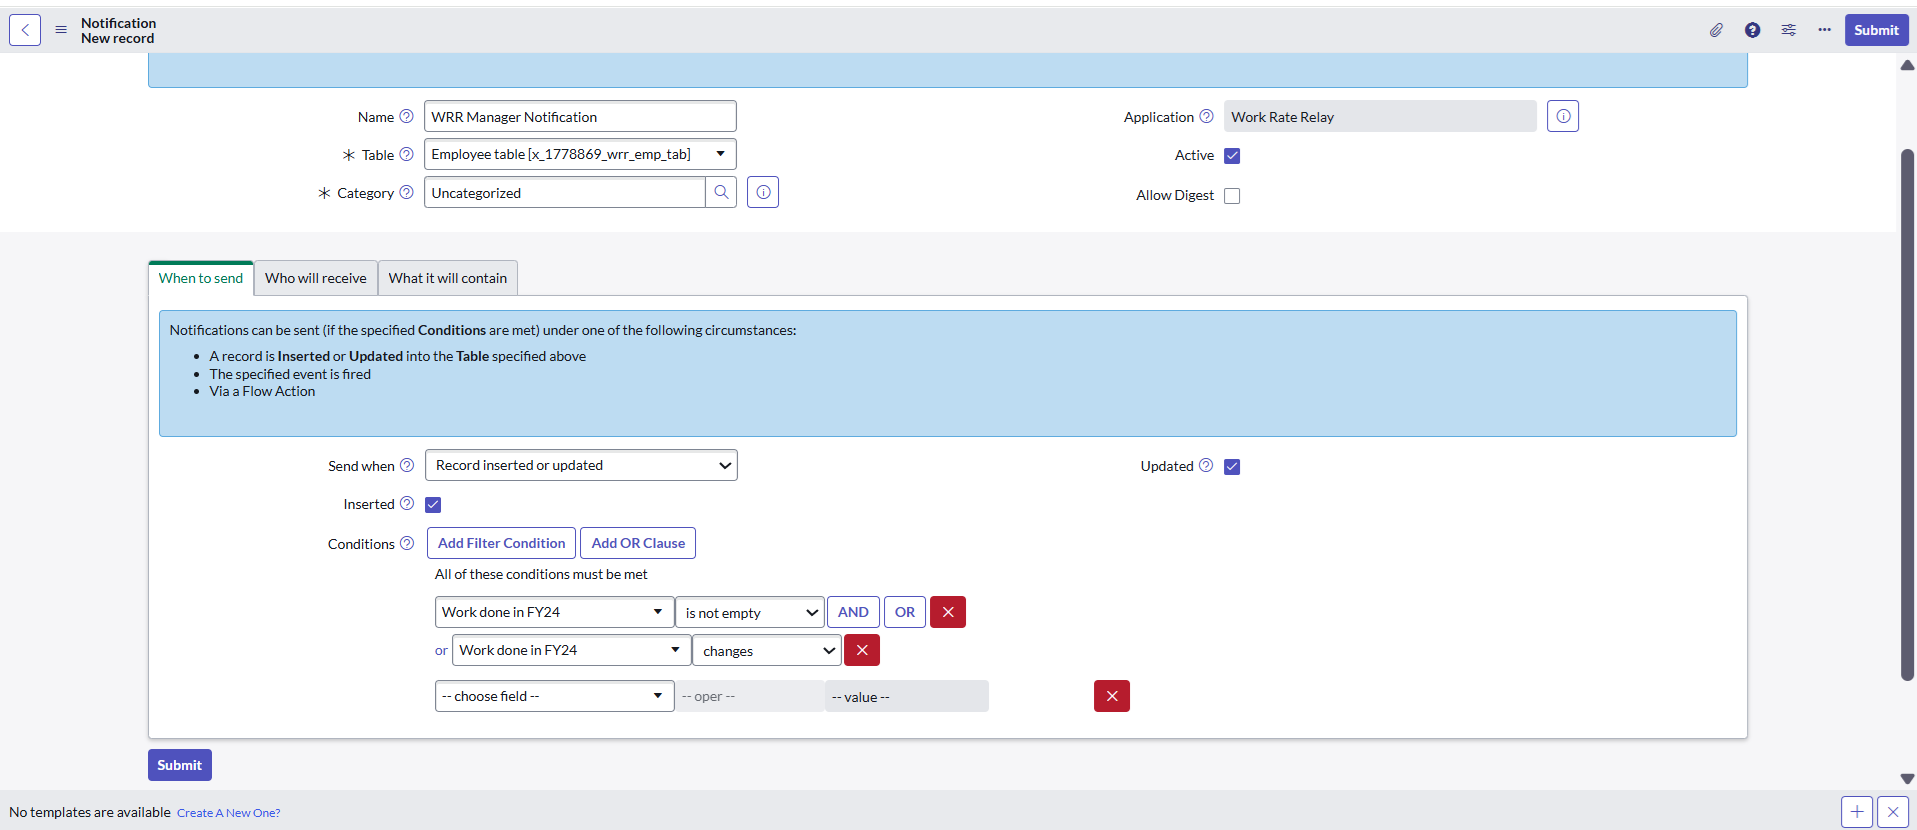 Notification
New record
Submit
Name
WRR Manager Notification
Application
Work Rate Relay
Table
Employee table [x_1778869_wrr_emp_tab]
Active
Category
Uncategorized
Allow Digest
When to send
Who will receive
What it will contain
Notifications can be sent (if the specified Conditions are met) under one of the following circumstances:
• A record is Inserted or Updated into the Table specified above
• The specified event is fired
• Via a Flow Action
Send when
Record inserted or updated
Updated
Inserted
Conditions
Add Filter Condition
Add OR Clause
All of these conditions must be met
Work done in FY24
is not empty
AND
OR
or
Work done in FY24
changes
-- choose field --
-- oper --
-- value --
Submit
No templates are available Create A New One?